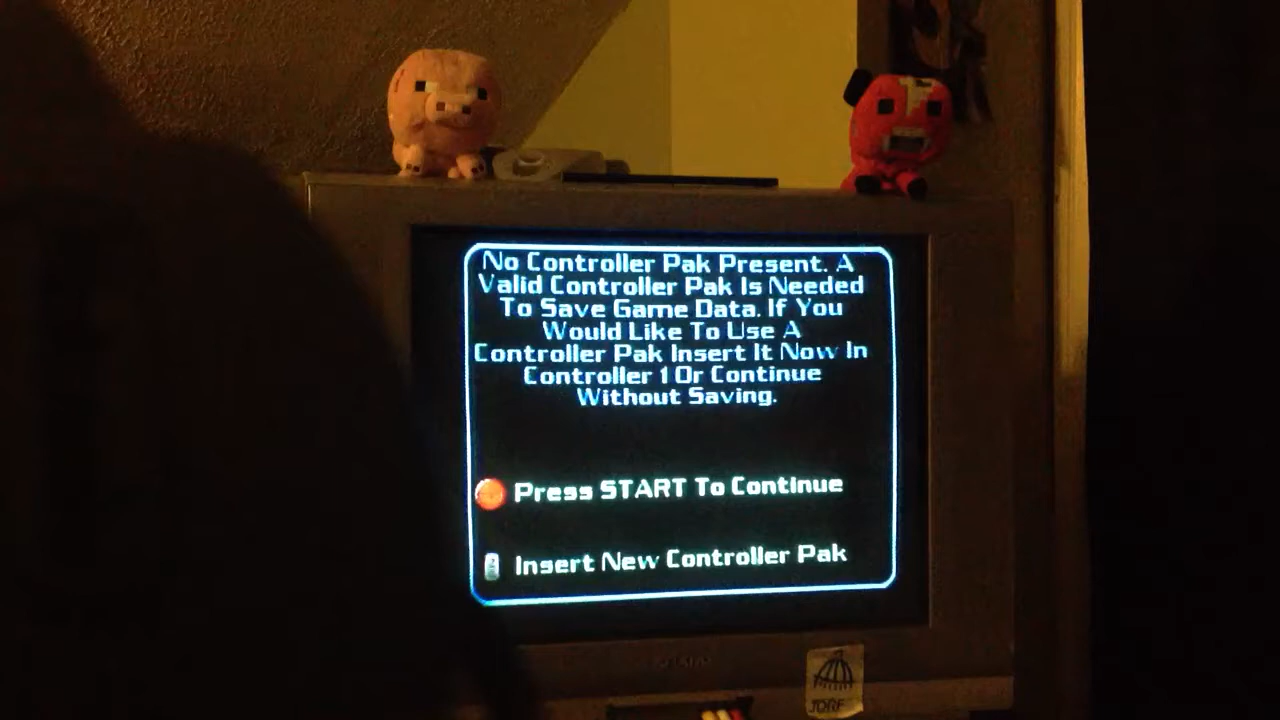 No Controller Pak Present. A
Valid Controller Pak Is Needed
To Save Game Data. If You
Would Like To Use A
Controller Pak Insert It Now In
Controller 1 Or Continue
Without Saving.
Press START To Continue
Insert New Controller Pak
JDRF